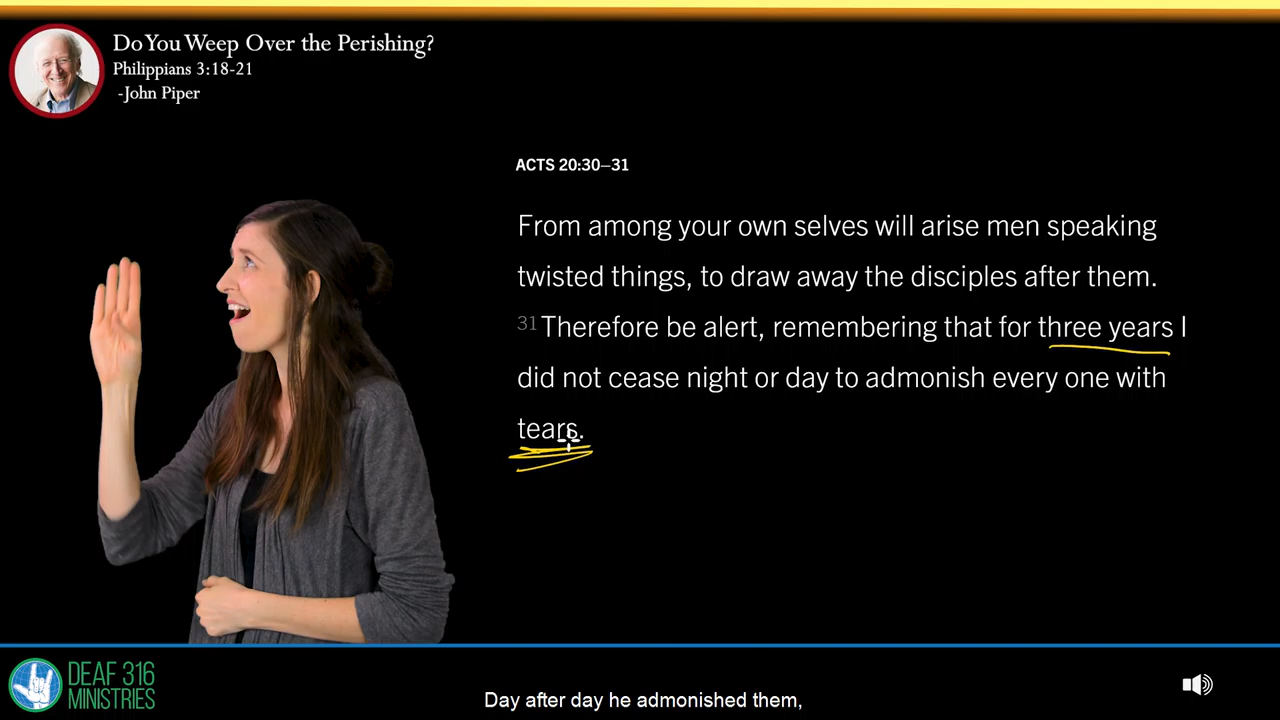 Do You Weep Over the Perishing?
Philippians 3:18-21
-John Piper
ACTS 20:30–31
From among your own selves will arise men speaking
twisted things, to draw away the disciples after them.
31 Therefore be alert, remembering that for three years I
did not cease night or day to admonish every one with
tears.
DEAF 316
MINISTRIES
Day after day he admonished them,